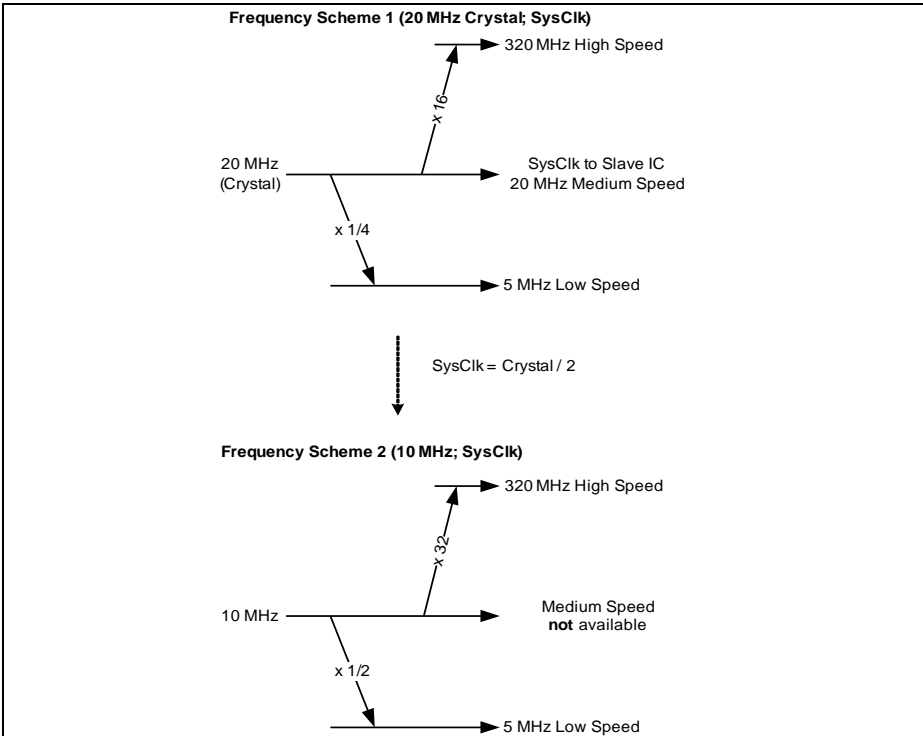 Frequency Scheme 1 (20 MHz Crystal; SysClk)
320 MHz High Speed
x 16
20 MHz
(Crystal)
SysClk to Slave IC
20 MHz Medium Speed
x 1/4
5 MHz Low Speed
SysClk = Crystal / 2
Frequency Scheme 2 (10 MHz; SysClk)
320 MHz High Speed
x 32
10 MHz
Medium Speed
not available
x 1/2
5 MHz Low Speed